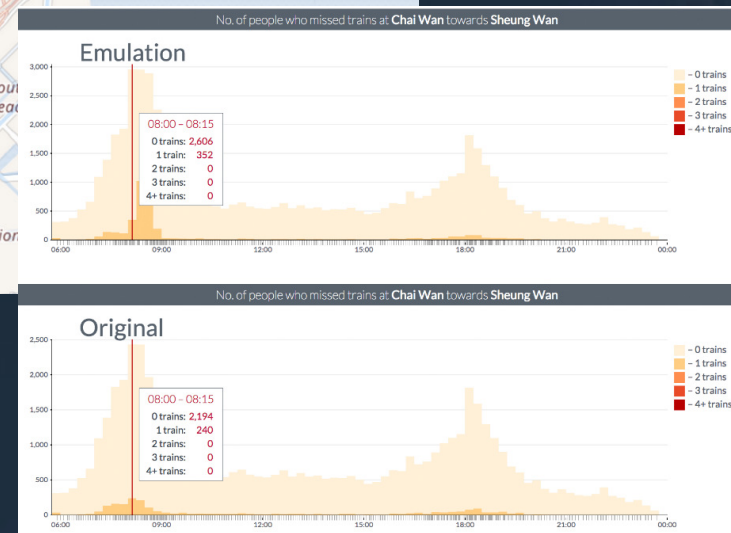 No. of people who missed trains at Chai Wan towards Sheung Wan
Emulation
3,000
2,500
2,000
1,500
1,000
500
0
08:00 – 08:15
0 trains: 2,606
1 train: 352
2 trains: 0
3 trains: 0
4+ trains: 0
– 0 trains
– 1 trains
– 2 trains
– 3 trains
– 4+ trains
06:00 09:00 12:00 15:00 18:00 21:00 00:00
No. of people who missed trains at Chai Wan towards Sheung Wan
Original
2,500
2,000
1,500
1,000
500
0
08:00 – 08:15
0 trains: 2,194
1 train: 240
2 trains: 0
3 trains: 0
4+ trains: 0
– 0 trains
– 1 trains
– 2 trains
– 3 trains
– 4+ trains
06:00 09:00 12:00 15:00 18:00 21:00 00:00